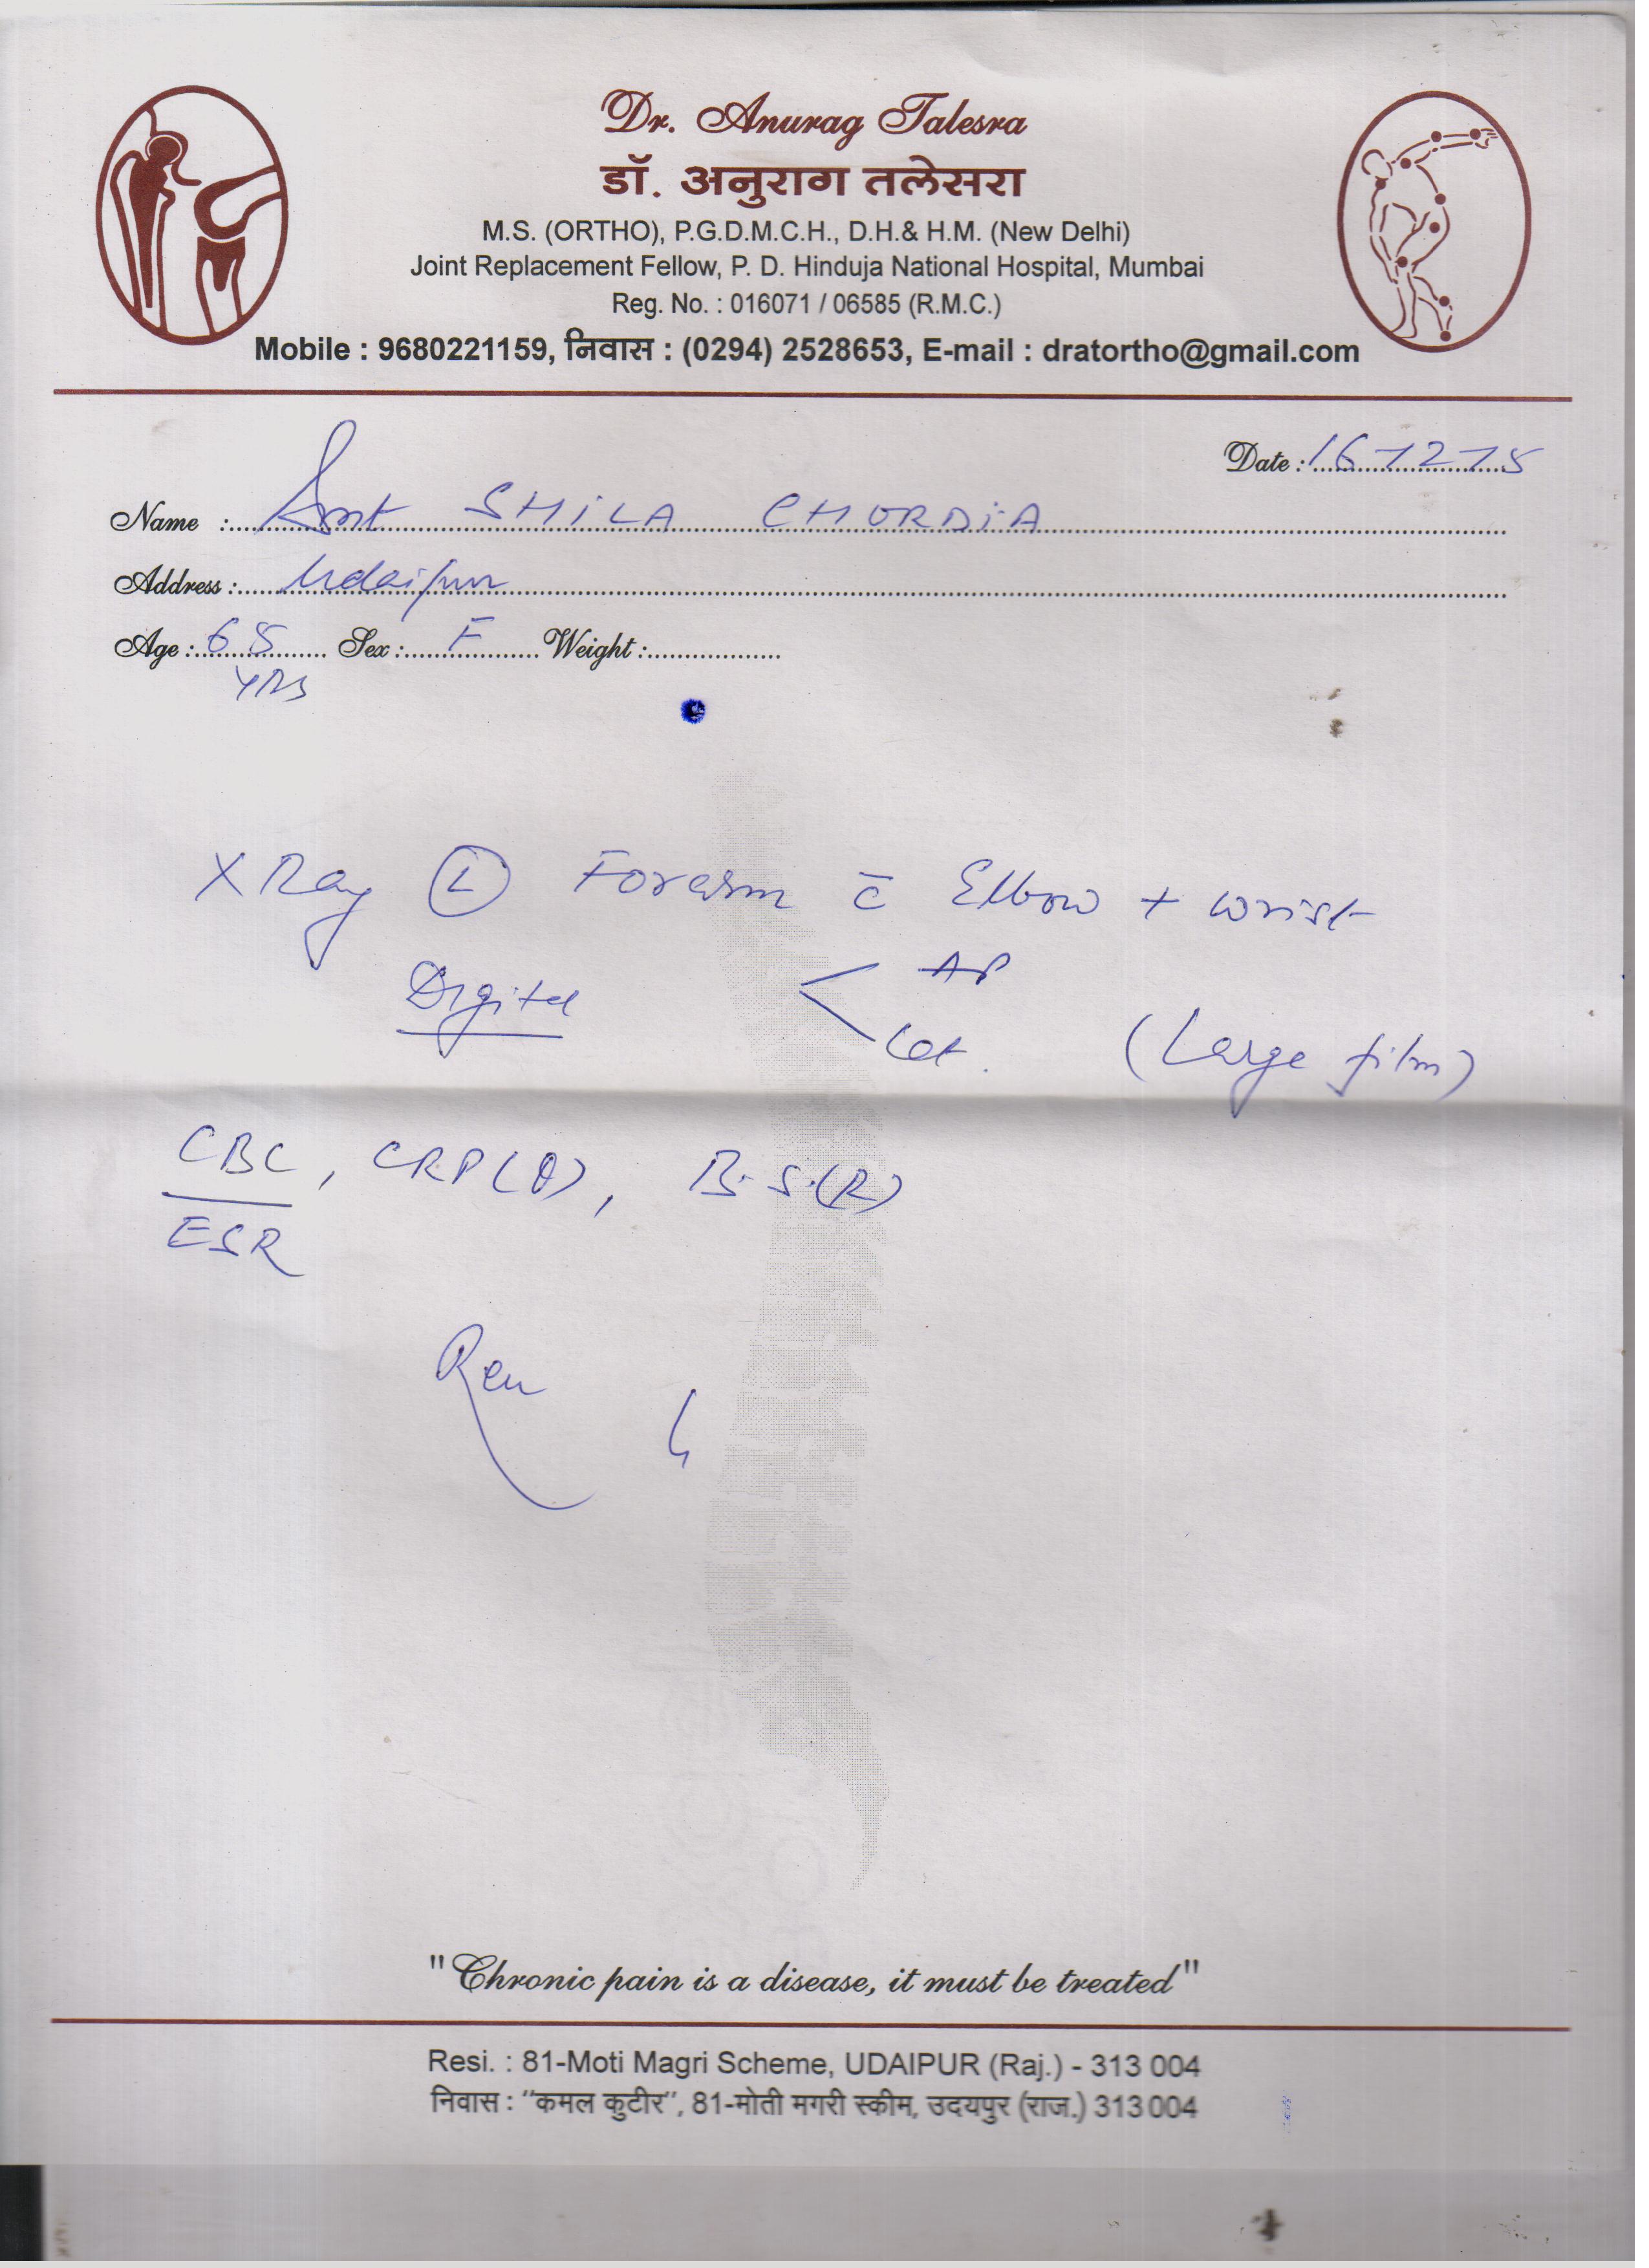 Dr. Anurag Talesra
डॉ. अनुराग तलेसरा
M.S. (ORTHO), P.G.D.M.C.H., D.H.& H.M. (New Delhi)
Joint Replacement Fellow, P. D. Hinduja National Hospital, Mumbai
Reg. No. : 016071 / 06585 (R.M.C.)
Mobile : 9680221159, निवास : (0294) 2528653, E-mail : dratortho@gmail.com
Date : 16-12-15
Name : Smt SHILA CHORDIA
Address : Udaipur
Age : 65 Sex : F Weight :
YRS
X Ray (L) Forearm c̄ Elbow + wrist
Digital < AP
Lat. (Large film)
CBC, CRP(Q), B.S.(R)
ESR
"Chronic pain is a disease, it must be treated"
Resi. : 81-Moti Magri Scheme, UDAIPUR (Raj.) - 313 004
निवास : "कमल कुटीर", 81-मोती मगरी स्कीम, उदयपुर (राज.) 313 004